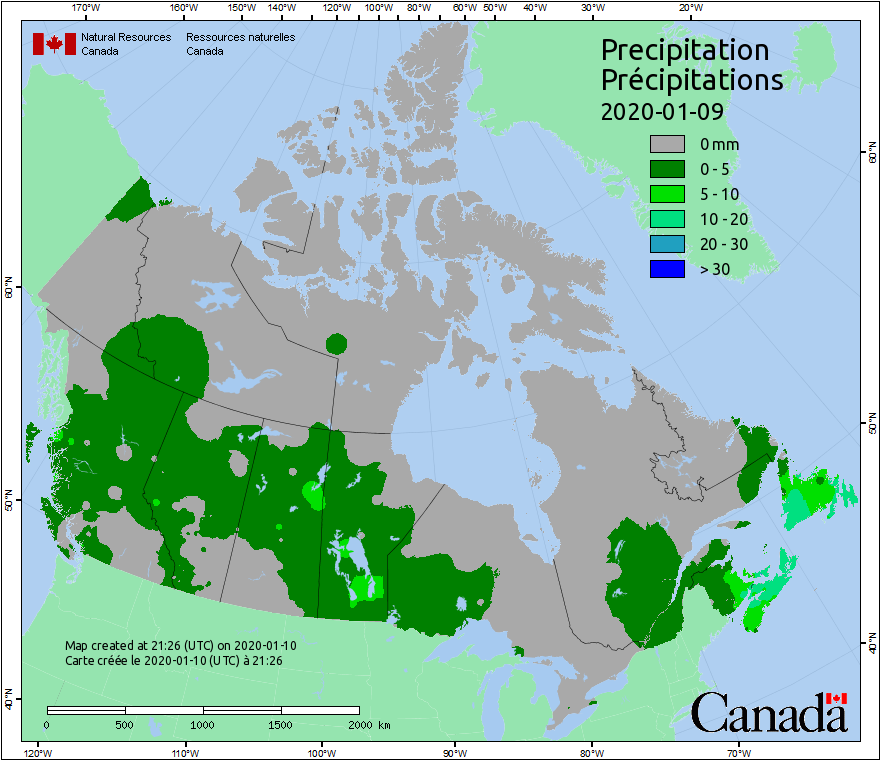 170°W 160°W 150°W 140°W 130°W 120°W 110°W 100°W 90°W 80°W 70°W 60°W 50°W 40°W 30°W 20°W
Natural Resources Ressources naturelles
Canada Canada
Precipitation
Précipitations
2020-01-09
0 mm
0 - 5
5 - 10
10 - 20
20 - 30
> 30
60°N
60°N
50°N
50°N
40°N
40°N
Map created at 21:26 (UTC) on 2020-01-10
Carte créée le 2020-01-10 (UTC) à 21:26
0 500 1000 1500 2000 km
Canada
120°W 110°W 100°W 90°W 80°W 70°W